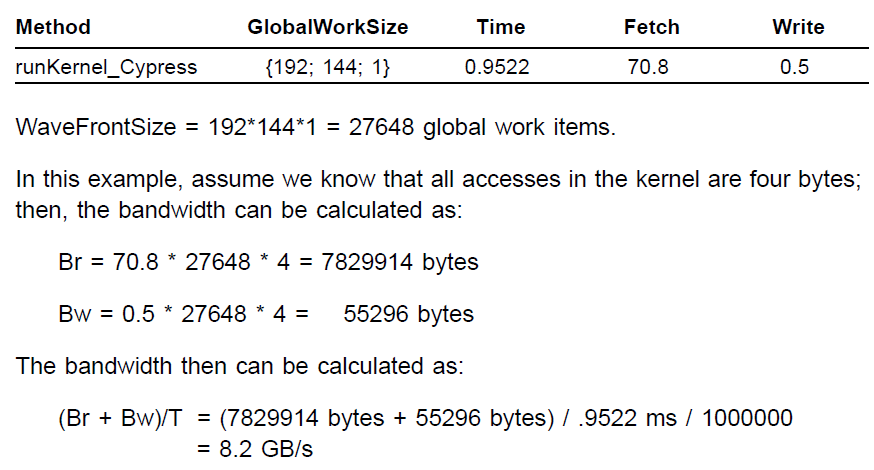 Method GlobalWorkSize Time Fetch Write
runKernel_Cypress {192; 144; 1} 0.9522 70.8 0.5
WaveFrontSize = 192*144*1 = 27648 global work items.
In this example, assume we know that all accesses in the kernel are four bytes;
then, the bandwidth can be calculated as:
Br = 70.8 * 27648 * 4 = 7829914 bytes
Bw = 0.5 * 27648 * 4 = 55296 bytes
The bandwidth then can be calculated as:
(Br + Bw)/T = (7829914 bytes + 55296 bytes) / .9522 ms / 1000000
= 8.2 GB/s